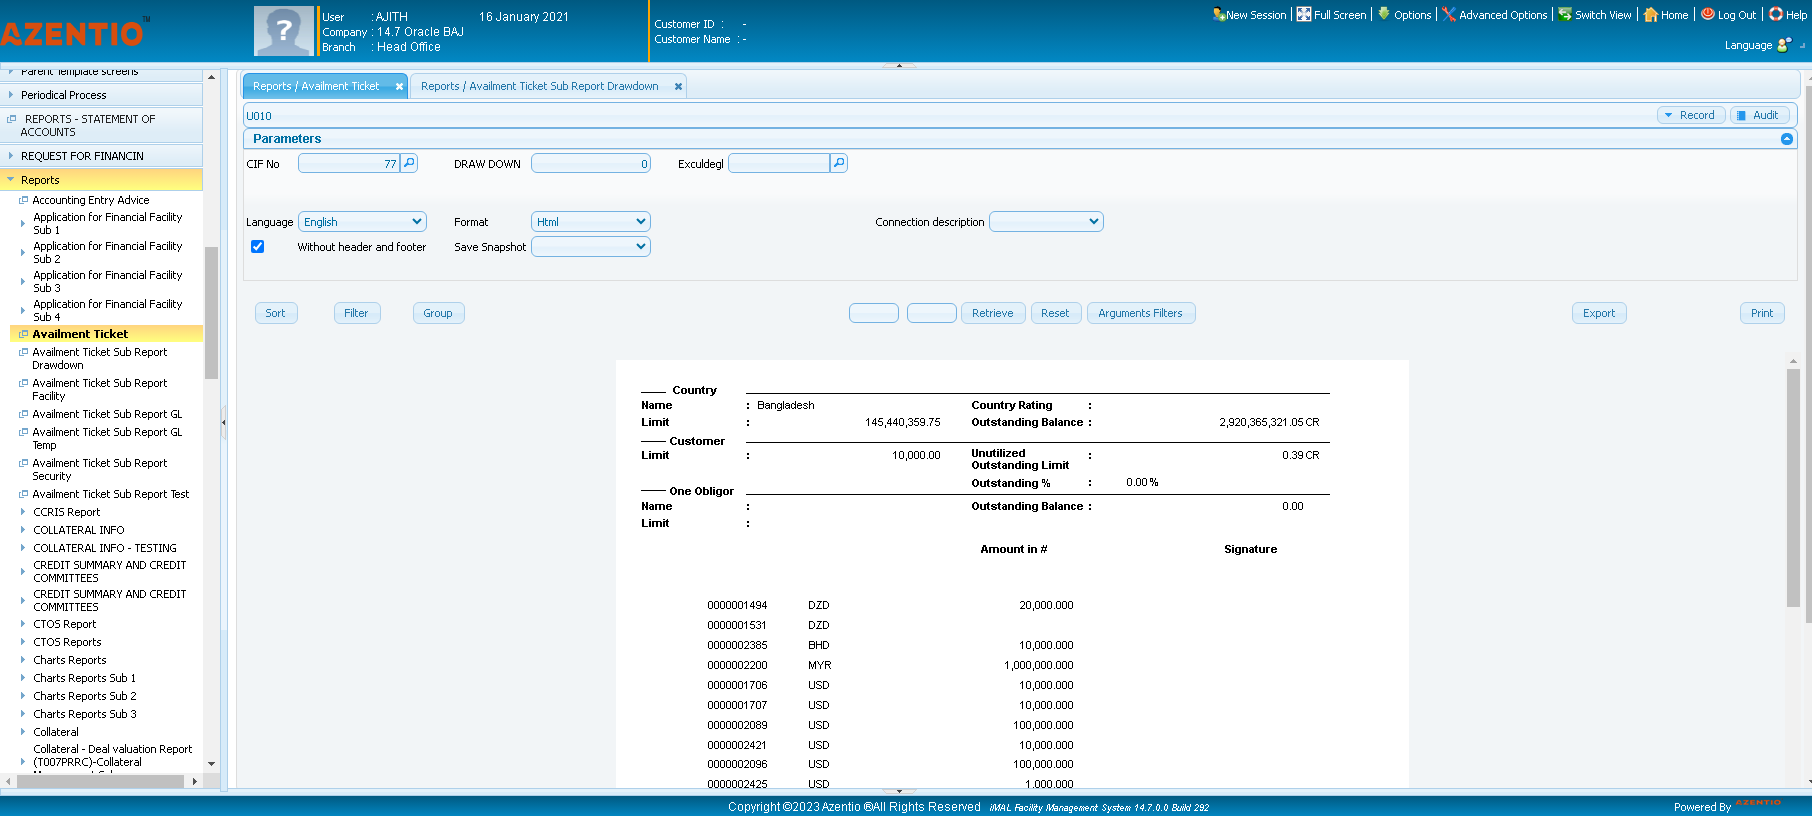 AZENTIO™
User : AJITH 16 January 2021
Company : 14.7 Oracle BAJ
Branch : Head Office
Customer ID : -
Customer Name : -
New Session Full Screen Options Advanced Options Switch View Home Log Out Help
Language
Parent Template screens
Periodical Process
REPORTS - STATEMENT OF
ACCOUNTS
REQUEST FOR FINANCIN
Reports
Accounting Entry Advice
Application for Financial Facility
Sub 1
Application for Financial Facility
Sub 2
Application for Financial Facility
Sub 3
Application for Financial Facility
Sub 4
Availment Ticket
Availment Ticket Sub Report
Drawdown
Availment Ticket Sub Report
Facility
Availment Ticket Sub Report GL
Availment Ticket Sub Report GL
Temp
Availment Ticket Sub Report
Security
Availment Ticket Sub Report Test
CCRIS Report
COLLATERAL INFO
COLLATERAL INFO - TESTING
CREDIT SUMMARY AND CREDIT
COMMITTEES
CREDIT SUMMARY AND CREDIT
COMMITTEES
CTOS Report
CTOS Reports
Charts Reports
Charts Reports Sub 1
Charts Reports Sub 2
Charts Reports Sub 3
Collateral
Collateral - Deal valuation Report
(T007PRRC)-Collateral
Reports / Availment Ticket Reports / Availment Ticket Sub Report Drawdown
U010 Record Audit
Parameters
CIF No 77 DRAW DOWN 0 Exculdegl
Language English Format Html Connection description
Without header and footer Save Snapshot
Sort Filter Group Retrieve Reset Arguments Filters Export Print
Country
Name : Bangladesh Country Rating :
Limit : 145,440,359.75 Outstanding Balance : 2,920,365,321.05 CR
Customer
Limit : 10,000.00 Unutilized
Outstanding Limit : 0.39 CR
Outstanding % : 0.00 %
One Obligor
Name : Outstanding Balance : 0.00
Limit :
Amount in # Signature
0000001494 DZD 20,000.000
0000001531 DZD
0000002385 BHD 10,000.000
0000002200 MYR 1,000,000.000
0000001706 USD 10,000.000
0000001707 USD 10,000.000
0000002089 USD 100,000.000
0000002421 USD 10,000.000
0000002096 USD 100,000.000
0000002425 USD 1,000.000
Copyright ©2023 Azentio ®All Rights Reserved iMAL Facility Management System 14.7.0.0 Build 292
Powered By AZENTIO